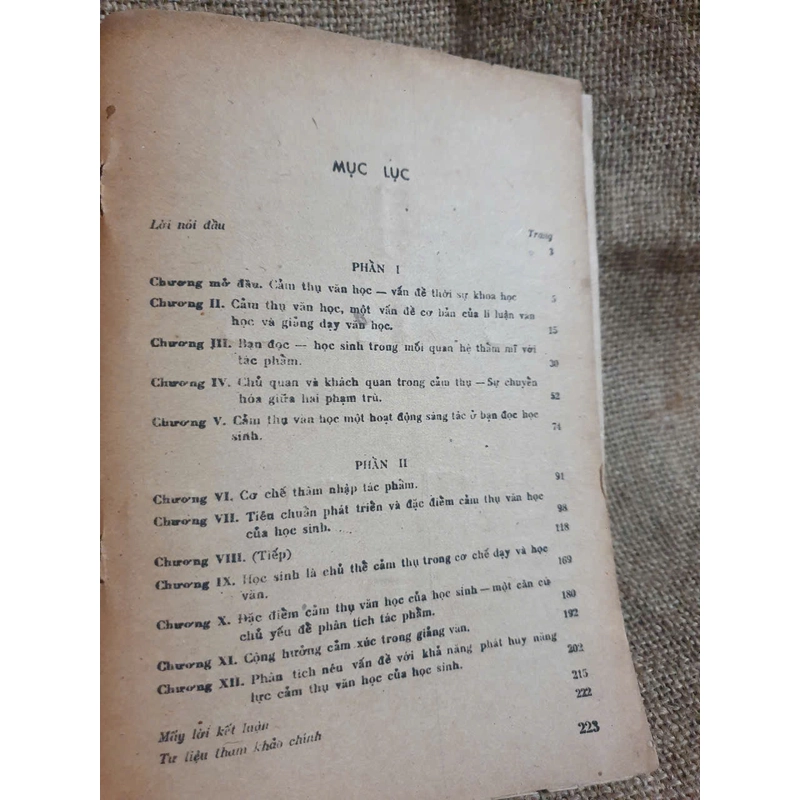 MỤC LỤC
Lời nói đầu
Trang
3
PHẦN I
Chương mở đầu. Cảm thụ văn học — vấn đề thời sự khoa học 5
Chương II. Cảm thụ văn học, một vấn đề cơ bản của lí luận văn
học và giảng dạy văn học. 15
Chương III. Bạn đọc — học sinh trong mối quan hệ thẩm mĩ với
tác phẩm. 30
Chương IV. Chủ quan và khách quan trong cảm thụ — Sự chuyển
hóa giữa hai phạm trù. 52
Chương V. Cảm thụ văn học một hoạt động sáng tác ở bạn đọc học
sinh. 74
PHẦN II
Chương VI. Cơ chế thâm nhập tác phẩm. 91
Chương VII. Tiêu chuẩn phát triển và đặc điểm cảm thụ văn học
của học sinh. 98
Chương VIII. (Tiếp) 118
Chương IX. Học sinh là chủ thể cảm thụ trong cơ chế dạy và học
văn. 169
Chương X. Đặc điểm cảm thụ văn học của học sinh — một căn cứ
chủ yếu để phân tích tác phẩm. 180
Chương XI. Cộng hưởng cảm xúc trong giảng văn. 192
Chương XII. Phân tích nêu vấn đề với khả năng phát huy năng
lực cảm thụ văn học của học sinh. 202
Mấy lời kết luận 215
Tư liệu tham khảo chính 222
223